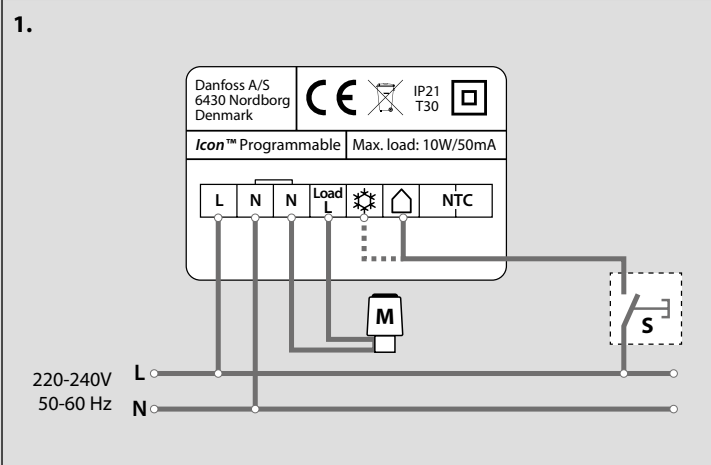 1.
Danfoss A/S
6430 Nordborg
Denmark
CE
IP21
T30
Icon™ Programmable
Max. load: 10W/50mA
L N N Load L NTC
M
S
220-240V L
50-60 Hz N